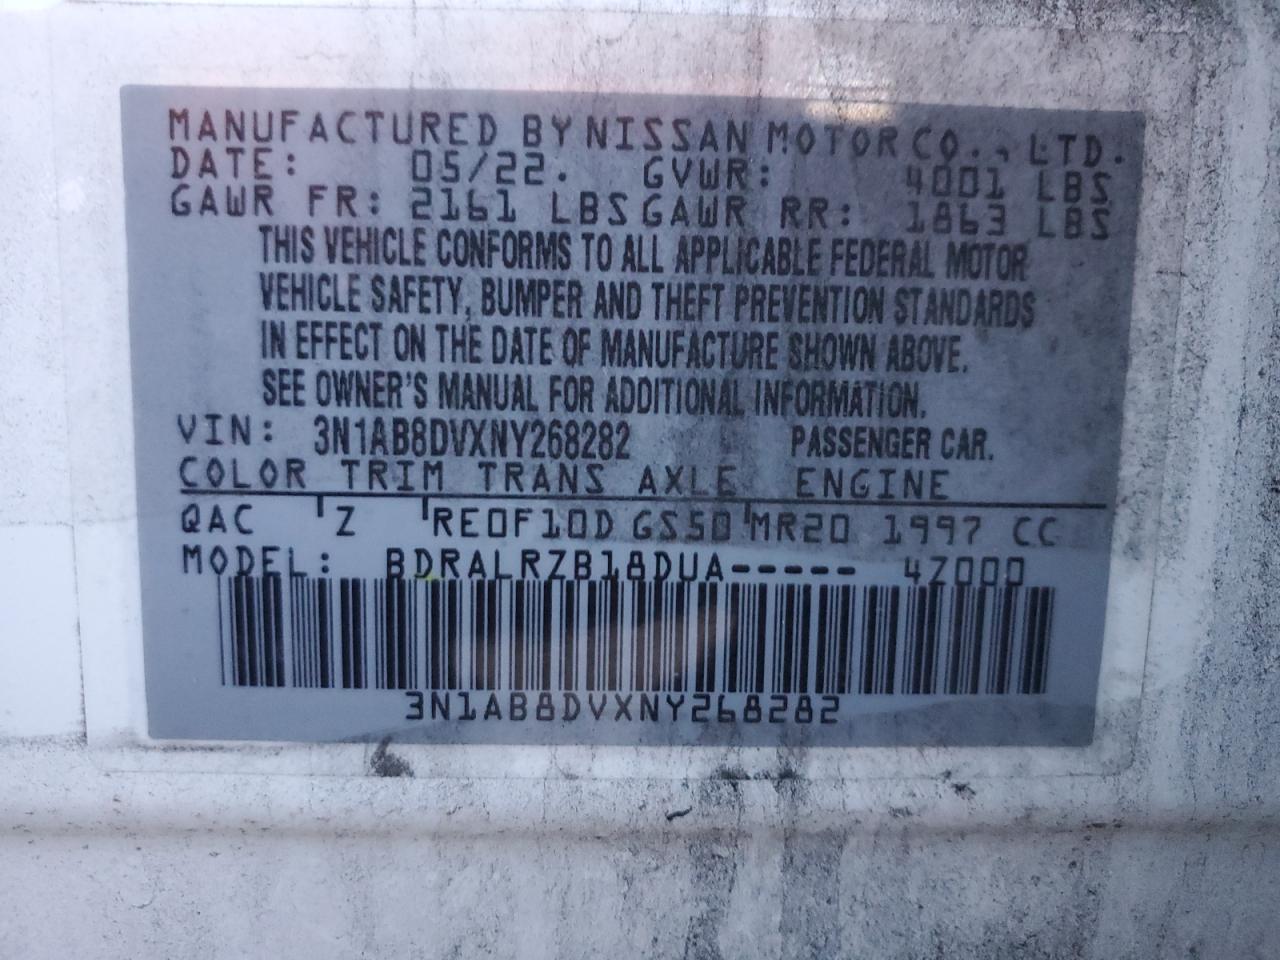 MANUFACTURED BY NISSAN MOTOR CO., LTD.
DATE: 05/22. GVWR: 4001 LBS
GAWR FR: 2161 LBS GAWR RR: 1863 LBS
THIS VEHICLE CONFORMS TO ALL APPLICABLE FEDERAL MOTOR
VEHICLE SAFETY, BUMPER AND THEFT PREVENTION STANDARDS
IN EFFECT ON THE DATE OF MANUFACTURE SHOWN ABOVE.
SEE OWNER'S MANUAL FOR ADDITIONAL INFORMATION.
VIN: 3N1AB8DVXNY268282 PASSENGER CAR.
COLOR TRIM TRANS AXLE ENGINE
QAC Z RE0F10D GS50 MR20 1997 CC
MODEL: BDRALRZB18DUA----- 4Z000
3N1AB8DVXNY268282